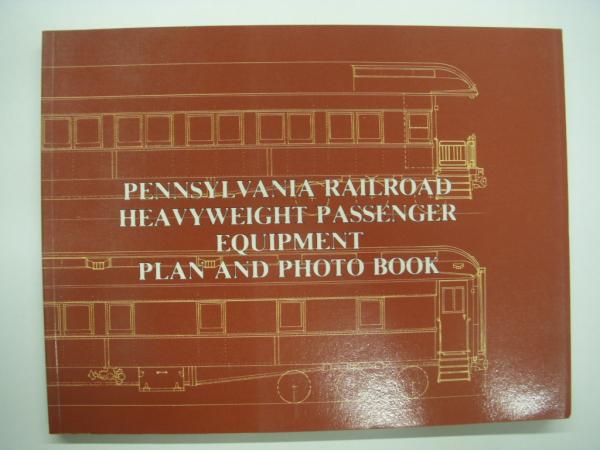 PENNSYLVANIA RAILROAD
HEAVYWEIGHT PASSENGER
EQUIPMENT
PLAN AND PHOTO BOOK